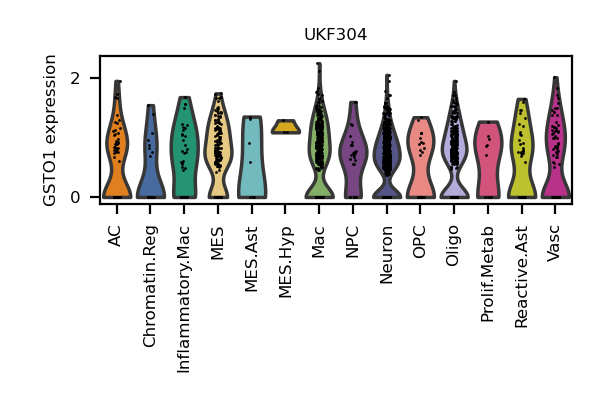 UKF304
GSTO1 expression
2
0
AC
Chromatin.Reg
Inflammatory.Mac
MES
MES.Ast
MES.Hyp
Mac
NPC
Neuron
OPC
Oligo
Prolif.Metab
Reactive.Ast
Vasc